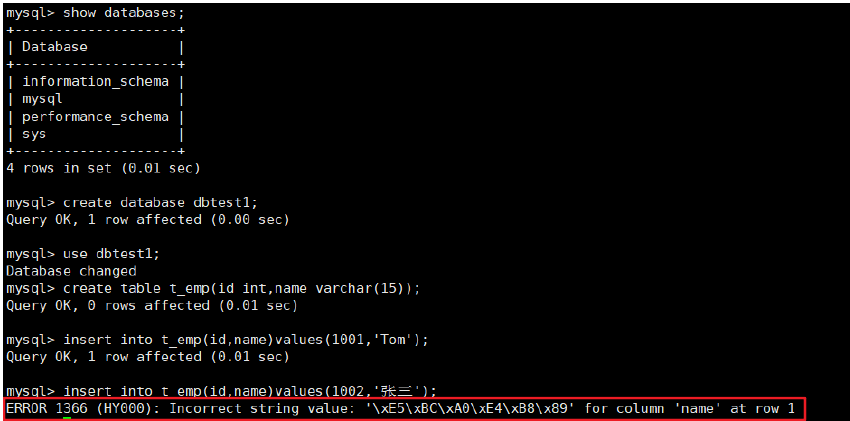 mysql> show databases;
+--------------------+
| Database           |
+--------------------+
| information_schema |
| mysql              |
| performance_schema |
| sys                |
+--------------------+
4 rows in set (0.01 sec)
mysql> create database dbtest1;
Query OK, 1 row affected (0.00 sec)
mysql> use dbtest1;
Database changed
mysql> create table t_emp(id int,name varchar(15));
Query OK, 0 rows affected (0.01 sec)
mysql> insert into t_emp(id,name)values(1001,'Tom');
Query OK, 1 row affected (0.01 sec)
mysql> insert into t_emp(id,name)values(1002,'张三');
ERROR 1366 (HY000): Incorrect string value: '\xE5\xBC\xA0\xE4\xB8\x89' for column 'name' at row 1